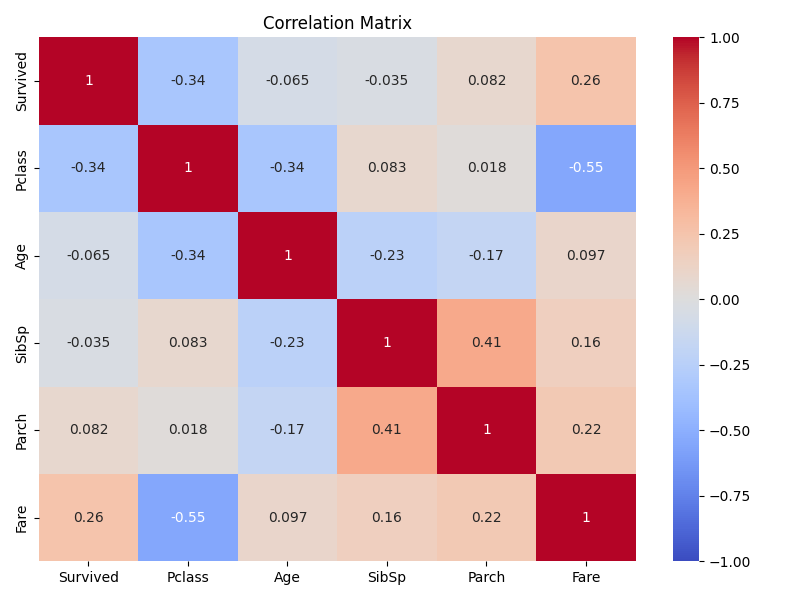 Correlation Matrix
Survived 1 -0.34 -0.065 -0.035 0.082 0.26
Pclass -0.34 1 -0.34 0.083 0.018 -0.55
Age -0.065 -0.34 1 -0.23 -0.17 0.097
SibSp -0.035 0.083 -0.23 1 0.41 0.16
Parch 0.082 0.018 -0.17 0.41 1 0.22
Fare 0.26 -0.55 0.097 0.16 0.22 1
Survived Pclass Age SibSp Parch Fare
1.00
0.75
0.50
0.25
0.00
−0.25
−0.50
−0.75
−1.00